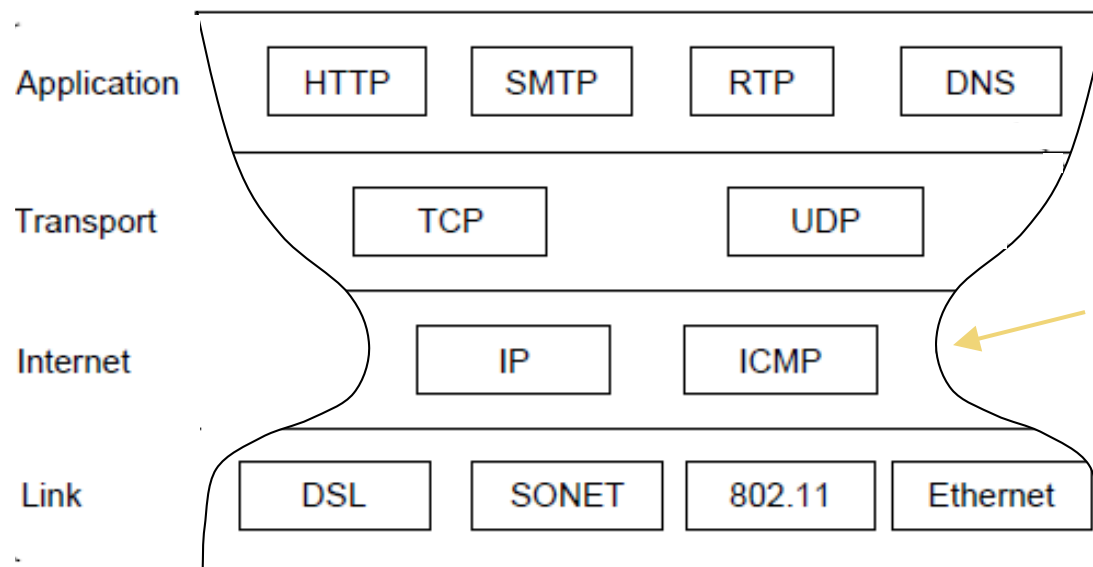 Application HTTP SMTP RTP DNS
Transport TCP UDP
Internet IP ICMP
Link DSL SONET 802.11 Ethernet